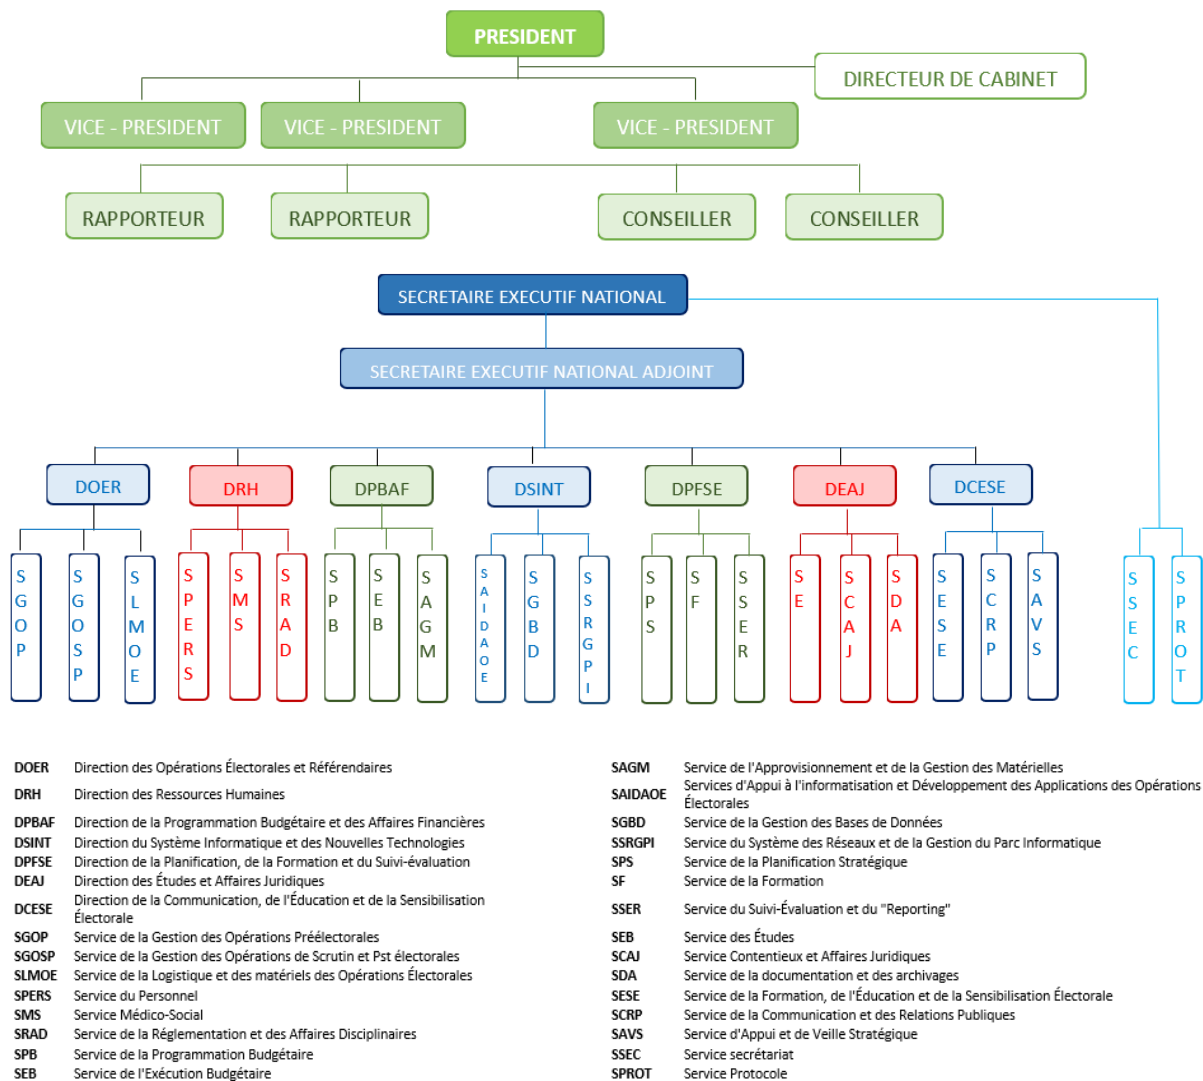 PRESIDENT
DIRECTEUR DE CABINET
VICE - PRESIDENT
VICE - PRESIDENT
VICE - PRESIDENT
RAPPORTEUR
RAPPORTEUR
CONSEILLER
CONSEILLER
SECRETAIRE EXECUTIF NATIONAL
SECRETAIRE EXECUTIF NATIONAL ADJOINT
DOER
DRH
DPBAF
DSINT
DPFSE
DEAJ
DCESE
SGOP
SGOSP
SLMOE
SPERS
SMS
SRAD
SPB
SEB
SAGM
SAIDAOE
SGBD
SSRGPI
SPS
SF
SSER
SE
SCAJ
SDA
SESE
SCRP
SAVS
SSEC
SPROT
DOER Direction des Opérations Électorales et Référendaires
DRH Direction des Ressources Humaines
DPBAF Direction de la Programmation Budgétaire et des Affaires Financières
DSINT Direction du Système Informatique et des Nouvelles Technologies
DPFSE Direction de la Planification, de la Formation et du Suivi-évaluation
DEAJ Direction des Études et Affaires Juridiques
DCESE Direction de la Communication, de l'Éducation et de la Sensibilisation
Électorale
SGOP Service de la Gestion des Opérations Préélectorales
SGOSP Service de la Gestion des Opérations de Scrutin et Pst électorales
SLMOE Service de la Logistique et des matériels des Opérations Électorales
SPERS Service du Personnel
SMS Service Médico-Social
SRAD Service de la Réglementation et des Affaires Disciplinaires
SPB Service de la Programmation Budgétaire
SEB Service de l'Exécution Budgétaire
SAGM Service de l'Approvisionnement et de la Gestion des Matérielles
SAIDAOE Services d'Appui à l'informatisation et Développement des Applications des Opérations
Électorales
SGBD Service de la Gestion des Bases de Données
SSRGPI Service du Système des Réseaux et de la Gestion du Parc Informatique
SPS Service de la Planification Stratégique
SF Service de la Formation
SSER Service du Suivi-Évaluation et du "Reporting"
SEB Service des Études
SCAJ Service Contentieux et Affaires Juridiques
SDA Service de la documentation et des archivages
SESE Service de la Formation, de l'Éducation et de la Sensibilisation Électorale
SCRP Service de la Communication et des Relations Publiques
SAVS Service d'Appui et de Veille Stratégique
SSEC Service secrétariat
SPROT Service Protocole